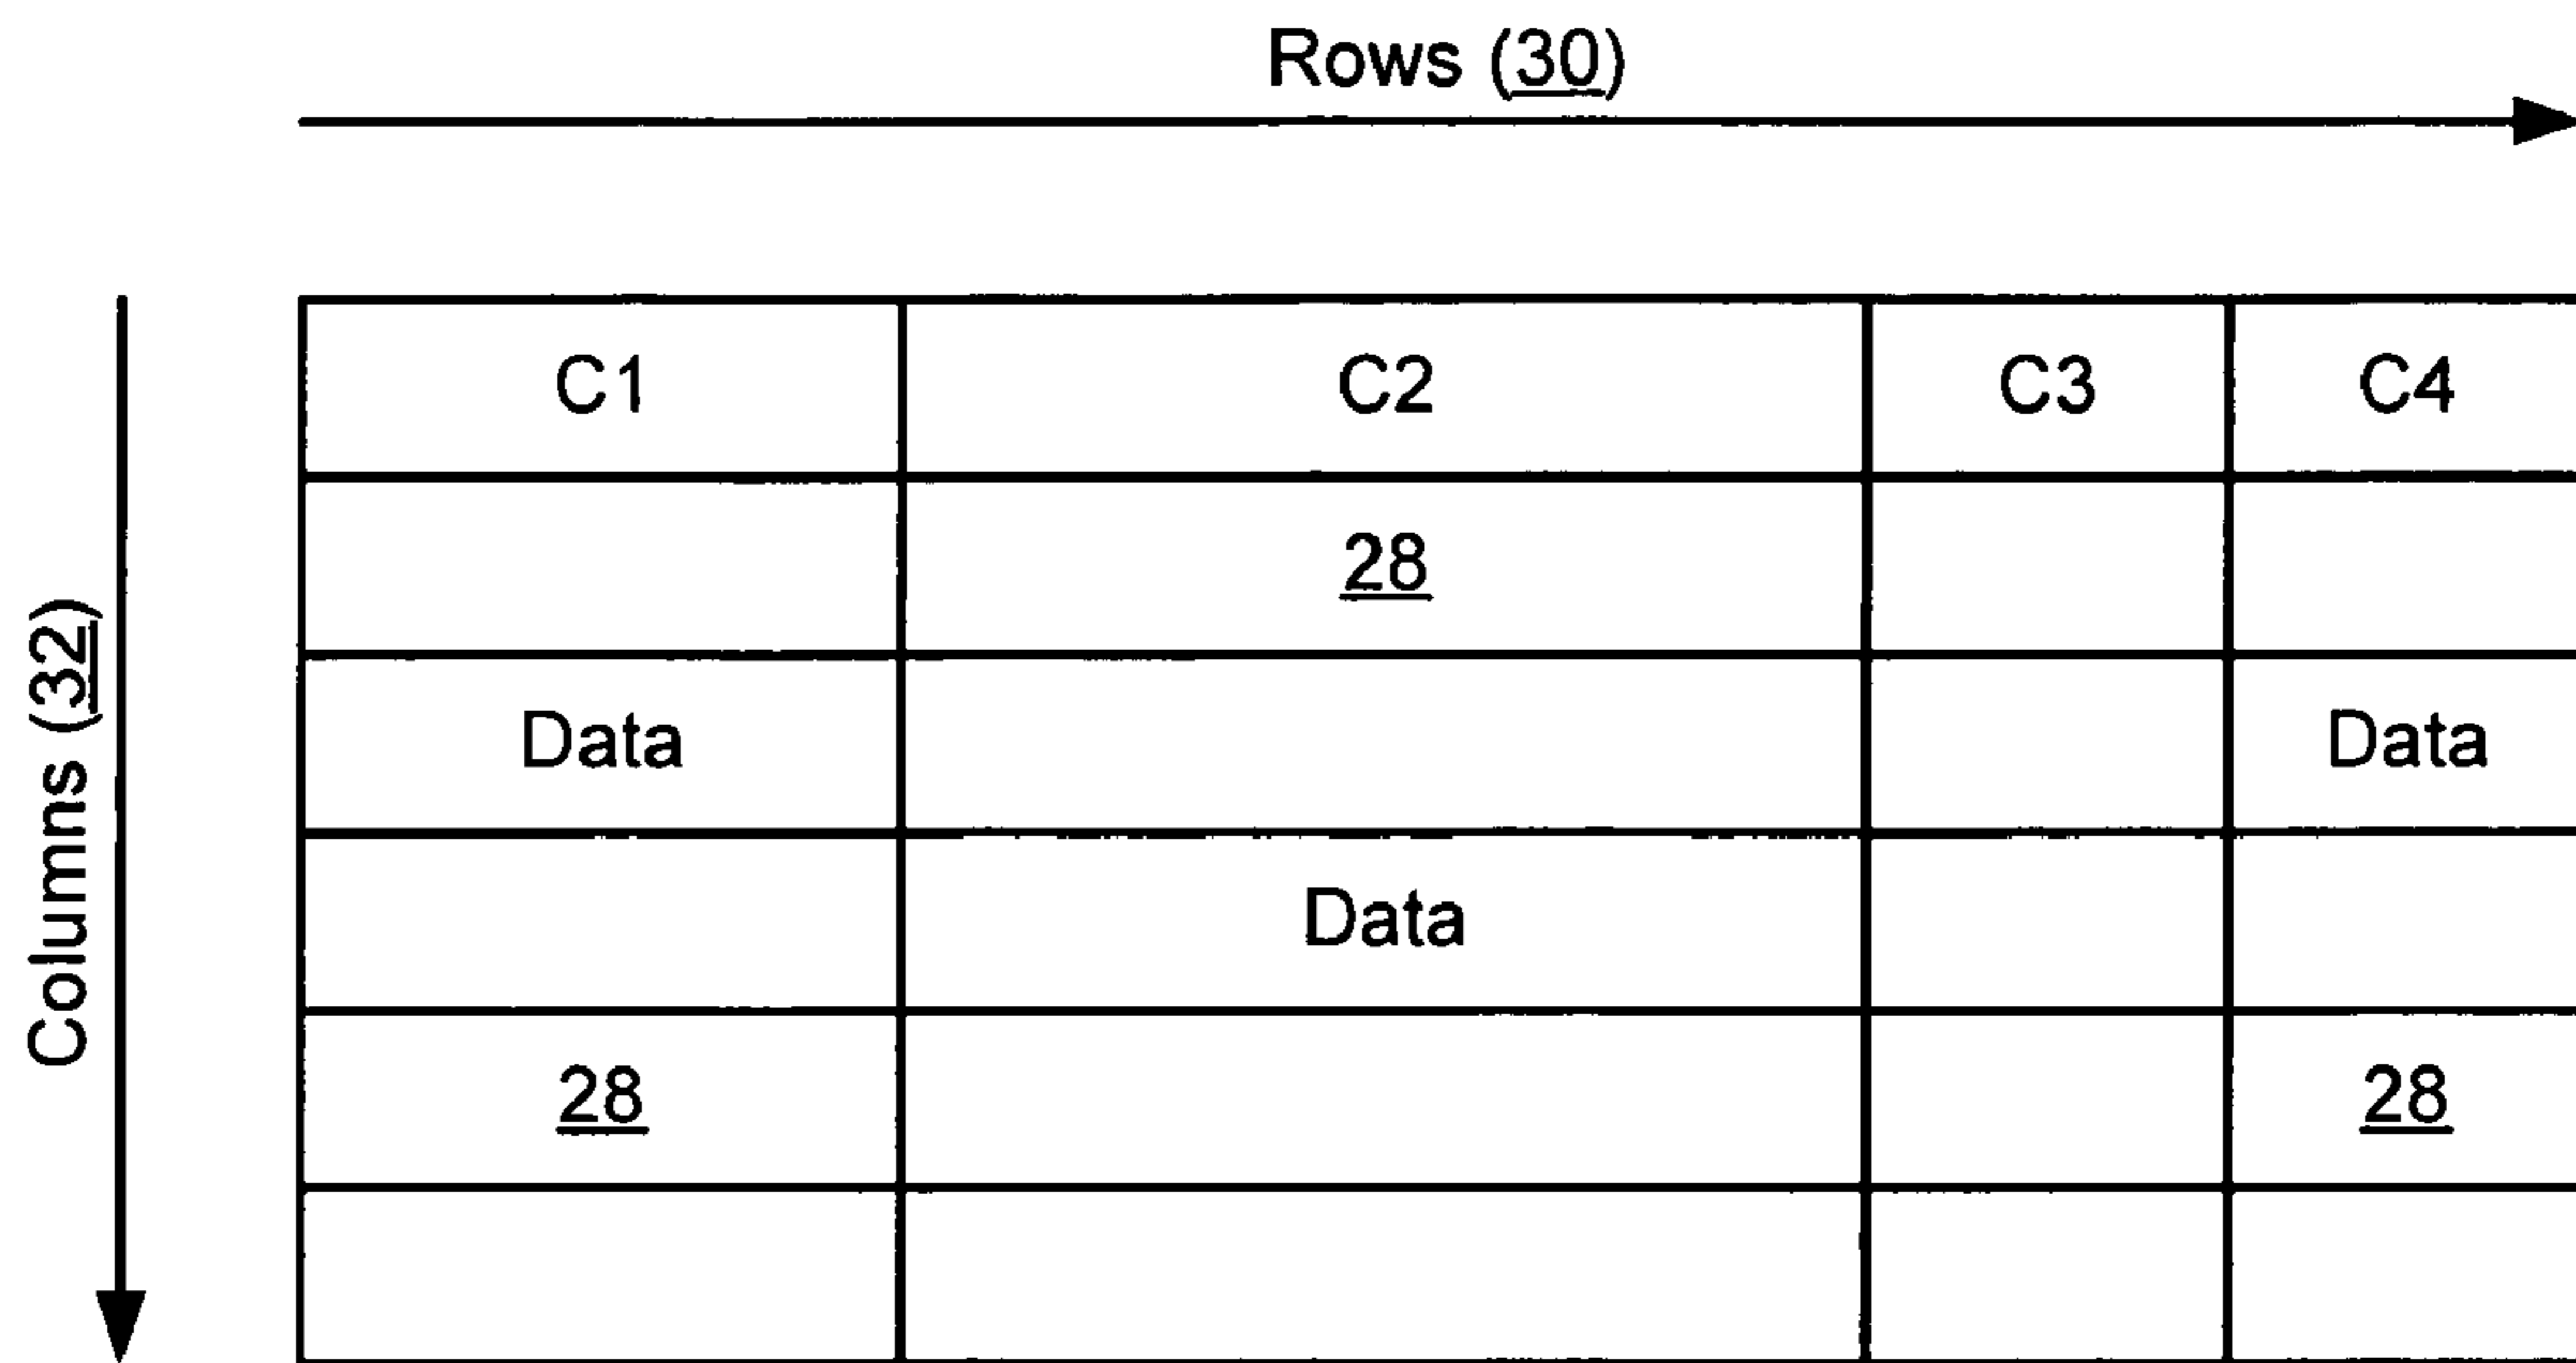 Rows (30)
Columns (32)
C1 C2 C3 C4
28
Data Data
Data
28 28